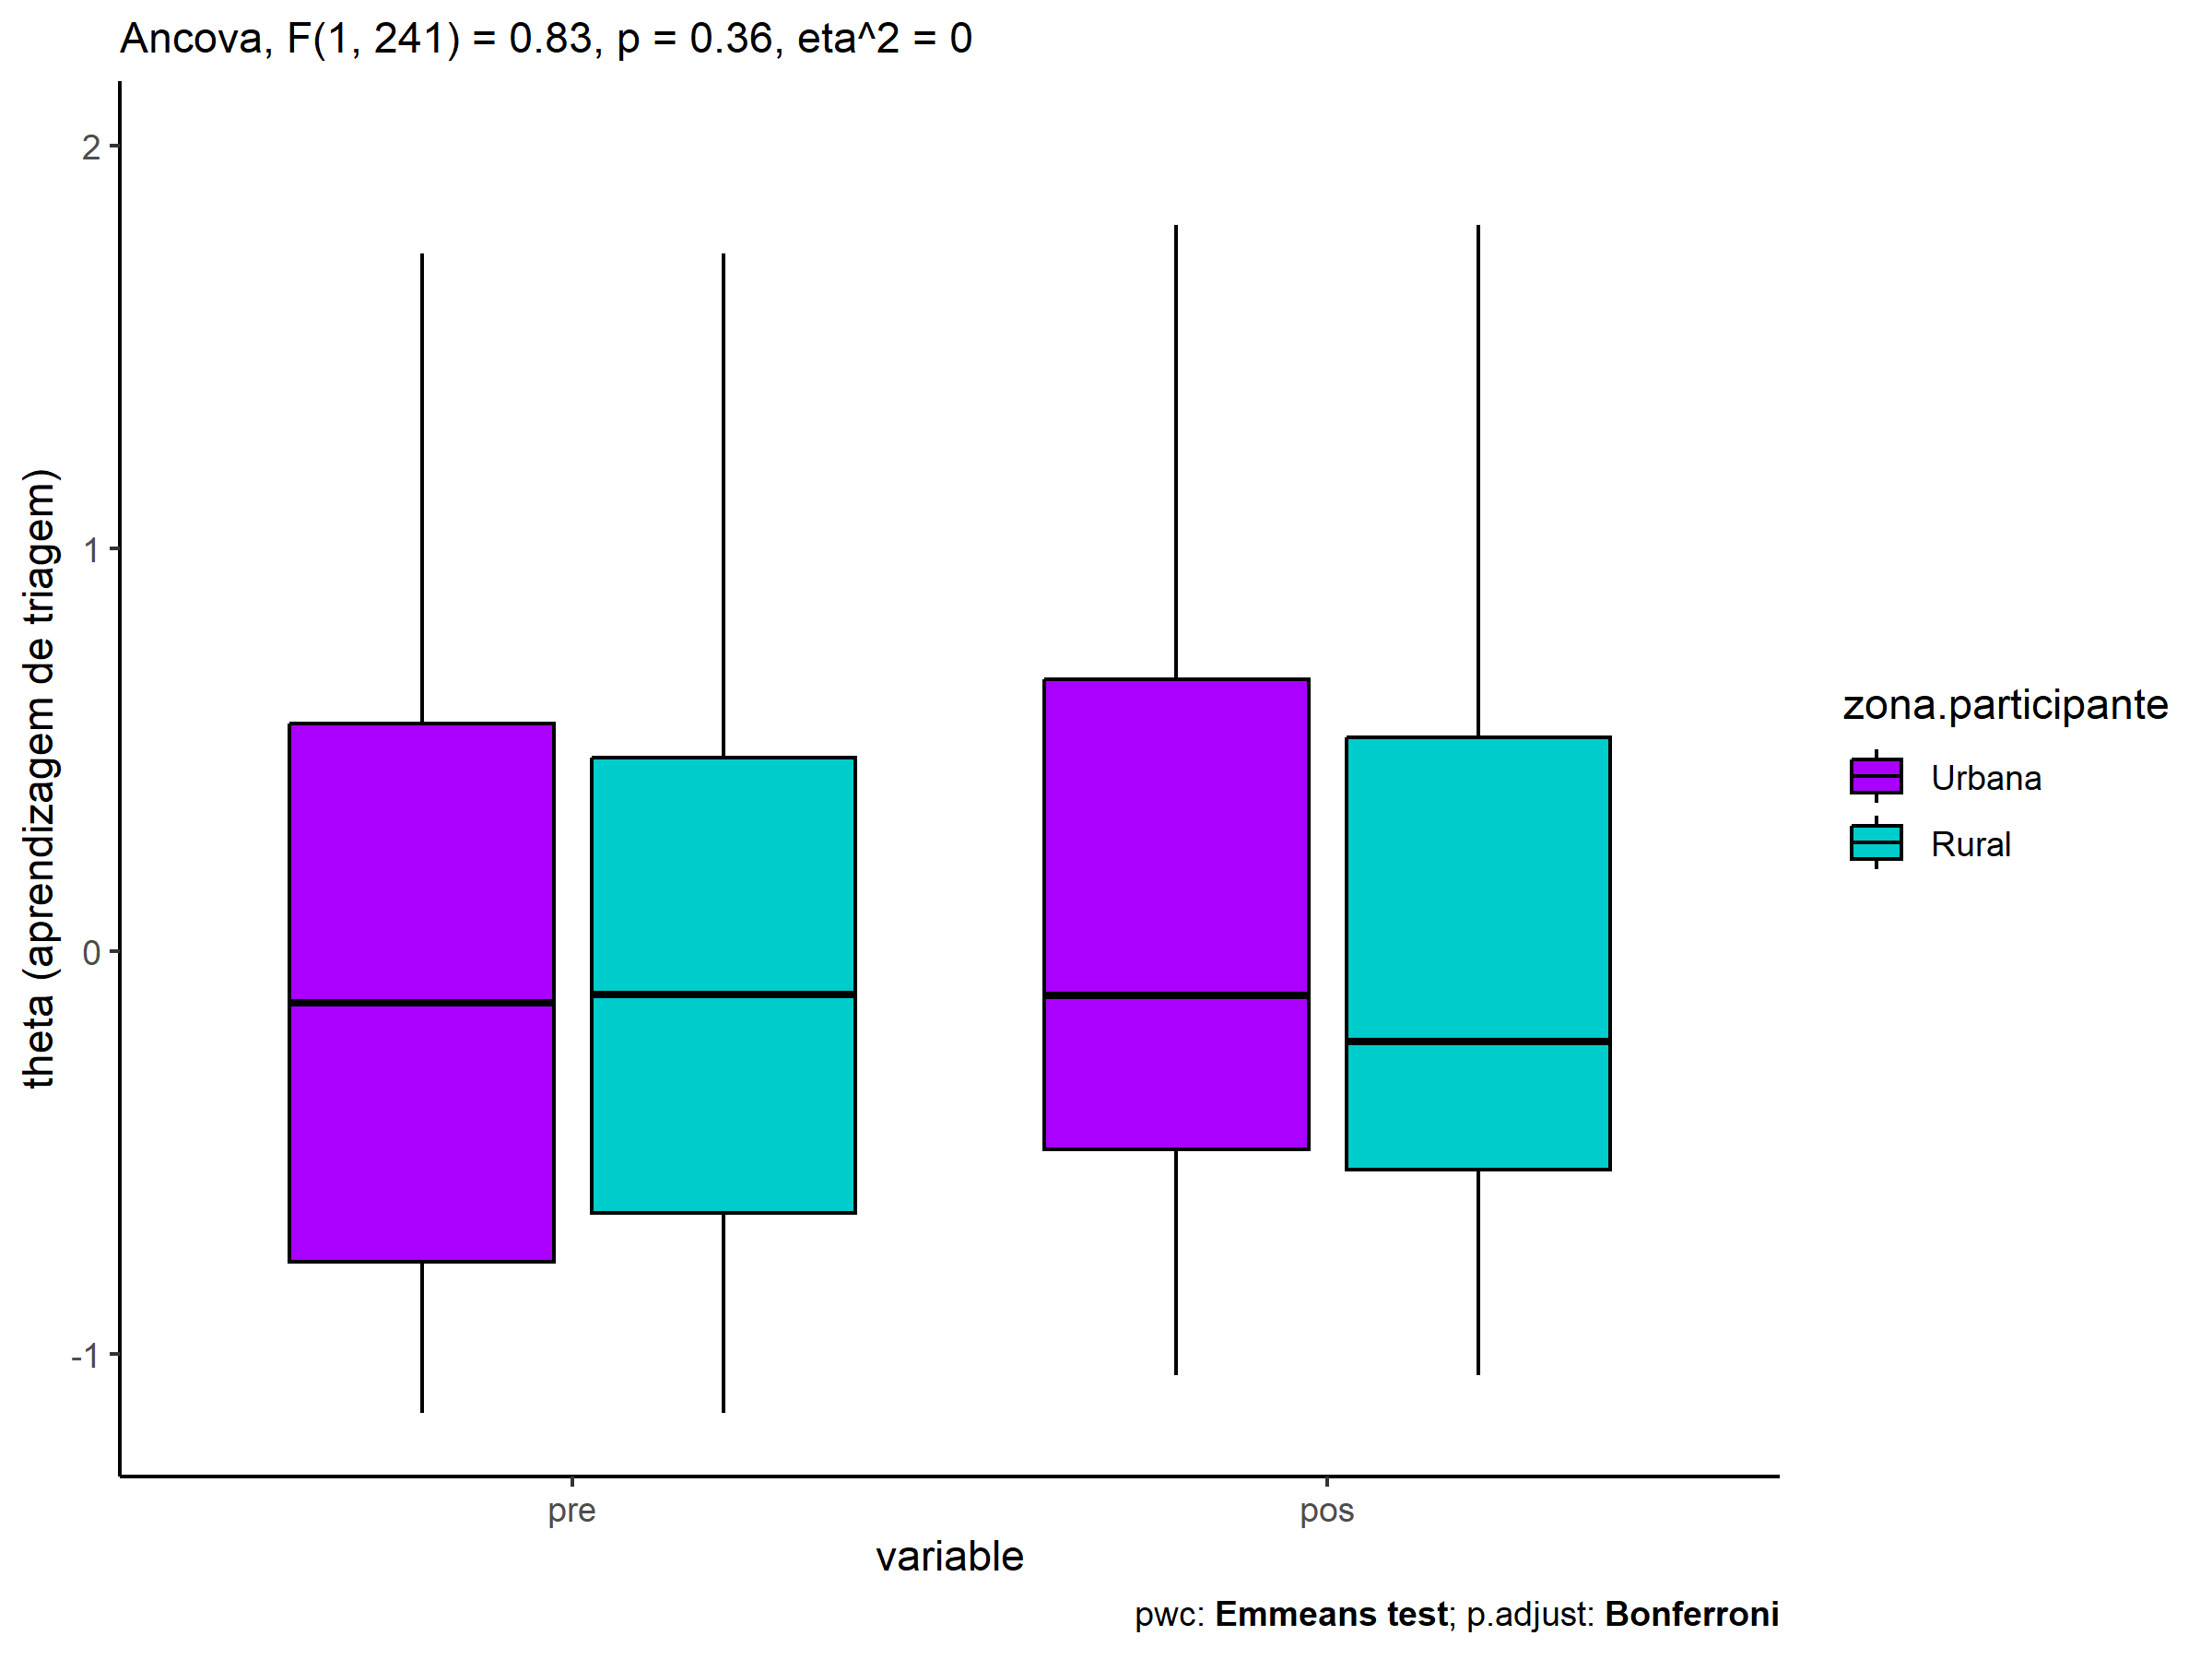 Ancova, F(1, 241) = 0.83, p = 0.36, eta^2 = 0
theta (aprendizagem de triagem)
2
1
0
-1
pre
pos
variable
zona.participante
Urbana
Rural
pwc: Emmeans test; p.adjust: Bonferroni